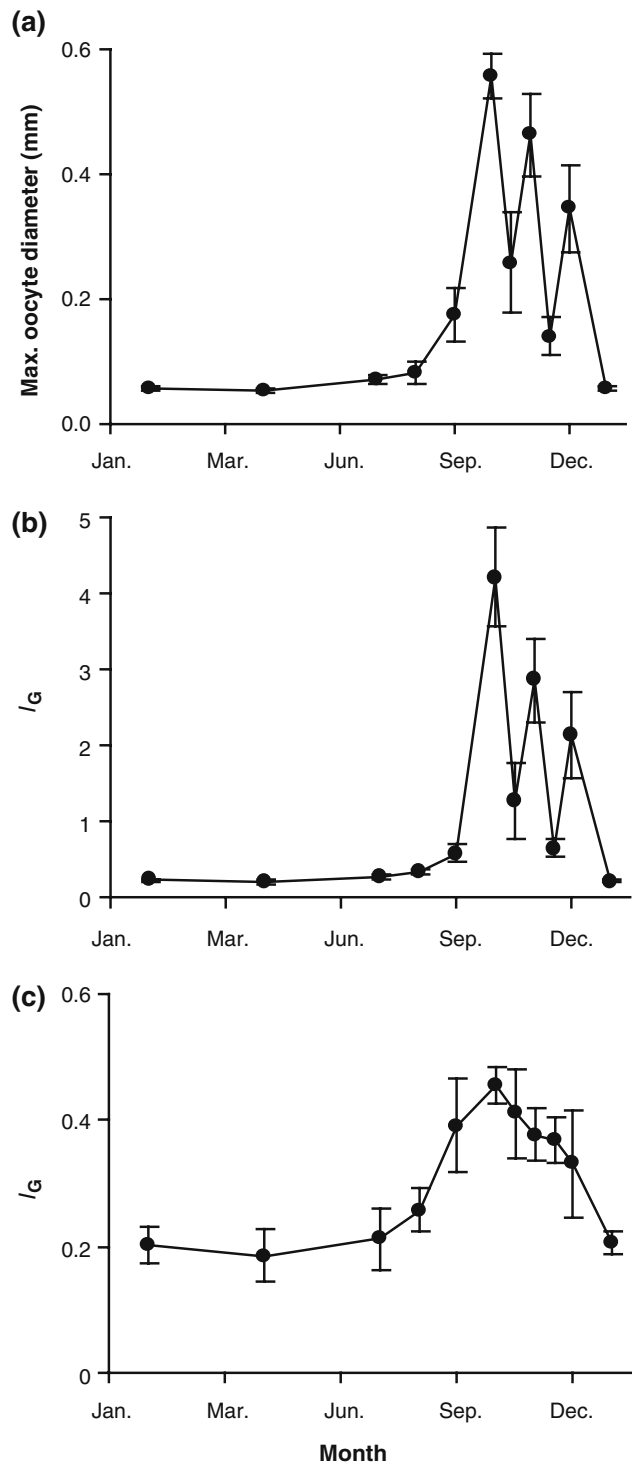 (a)
0.6
0.4
0.2
0.0
Max. oocyte diameter (mm)
Jan. Mar. Jun. Sep. Dec.
(b)
5
4
3
2
1
0
IG
Jan. Mar. Jun. Sep. Dec.
(c)
0.6
0.4
0.2
0
IG
Jan. Mar. Jun. Sep. Dec.
Month